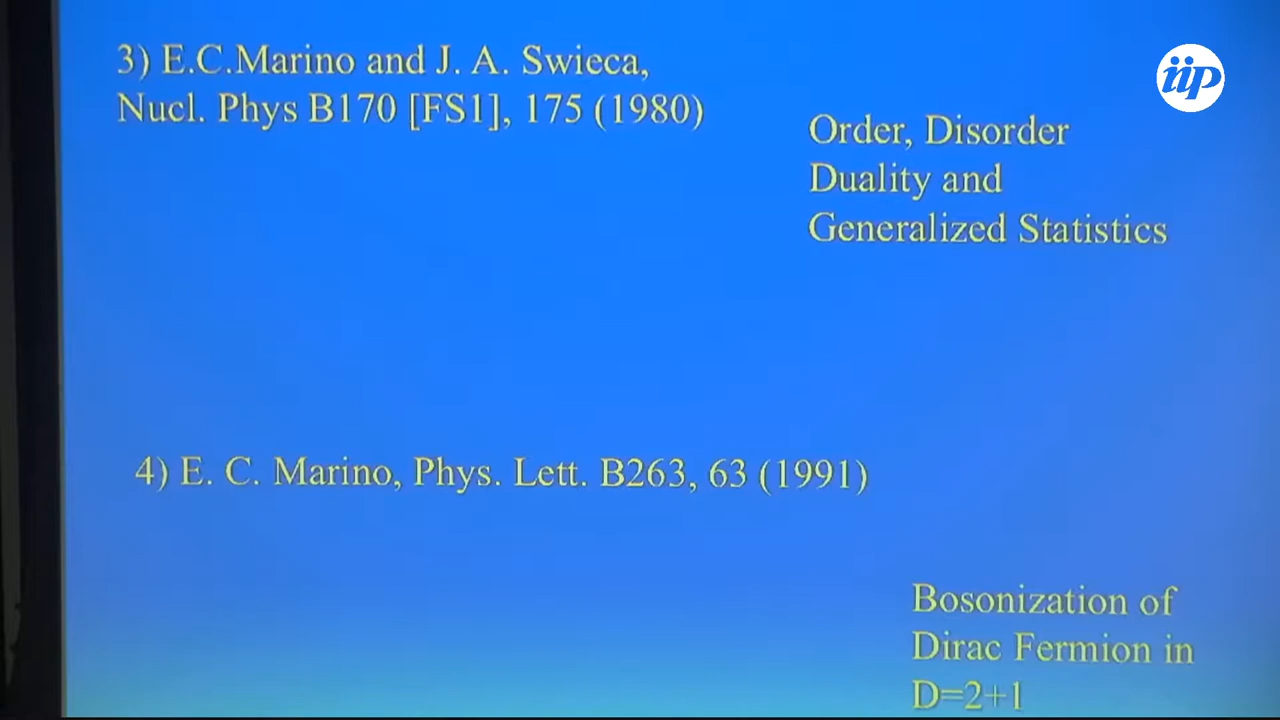 3) E.C.Marino and J. A. Swieca,
Nucl. Phys B170 [FS1], 175 (1980)
iip
Order, Disorder
Duality and
Generalized Statistics
4) E. C. Marino, Phys. Lett. B263, 63 (1991)
Bosonization of
Dirac Fermion in
D=2+1